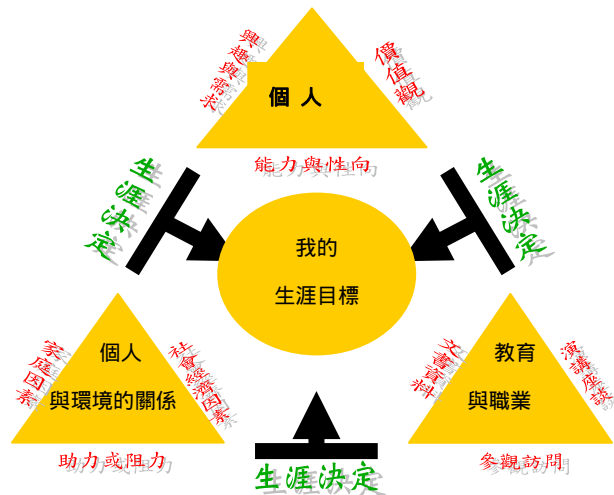 興趣與需求
價值觀
個人
能力與性向
生涯決定
生涯決定
我的
生涯目標
家庭因素
社會經濟因素
個人
與環境的關係
助力或阻力
文書資料
演講座談
教育
與職業
參觀訪問
生涯決定